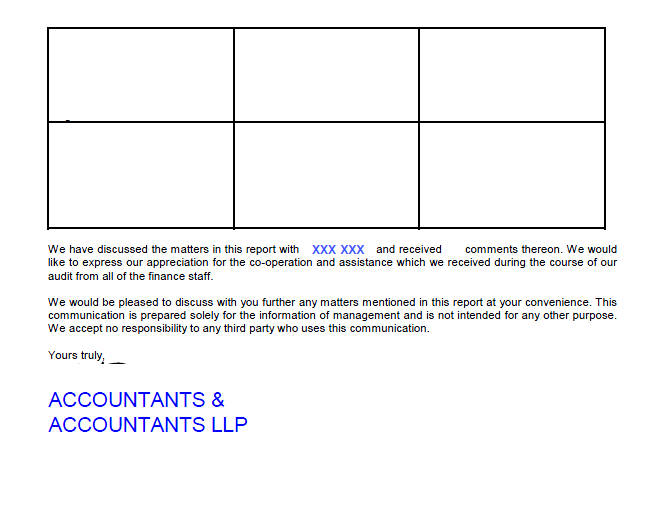 We have discussed the matters in this report with XXX XXX and received comments thereon. We would
like to express our appreciation for the co-operation and assistance which we received during the course of our
audit from all of the finance staff.
We would be pleased to discuss with you further any matters mentioned in this report at your convenience. This
communication is prepared solely for the information of management and is not intended for any other purpose.
We accept no responsibility to any third party who uses this communication.
Yours truly,
ACCOUNTANTS &
ACCOUNTANTS LLP